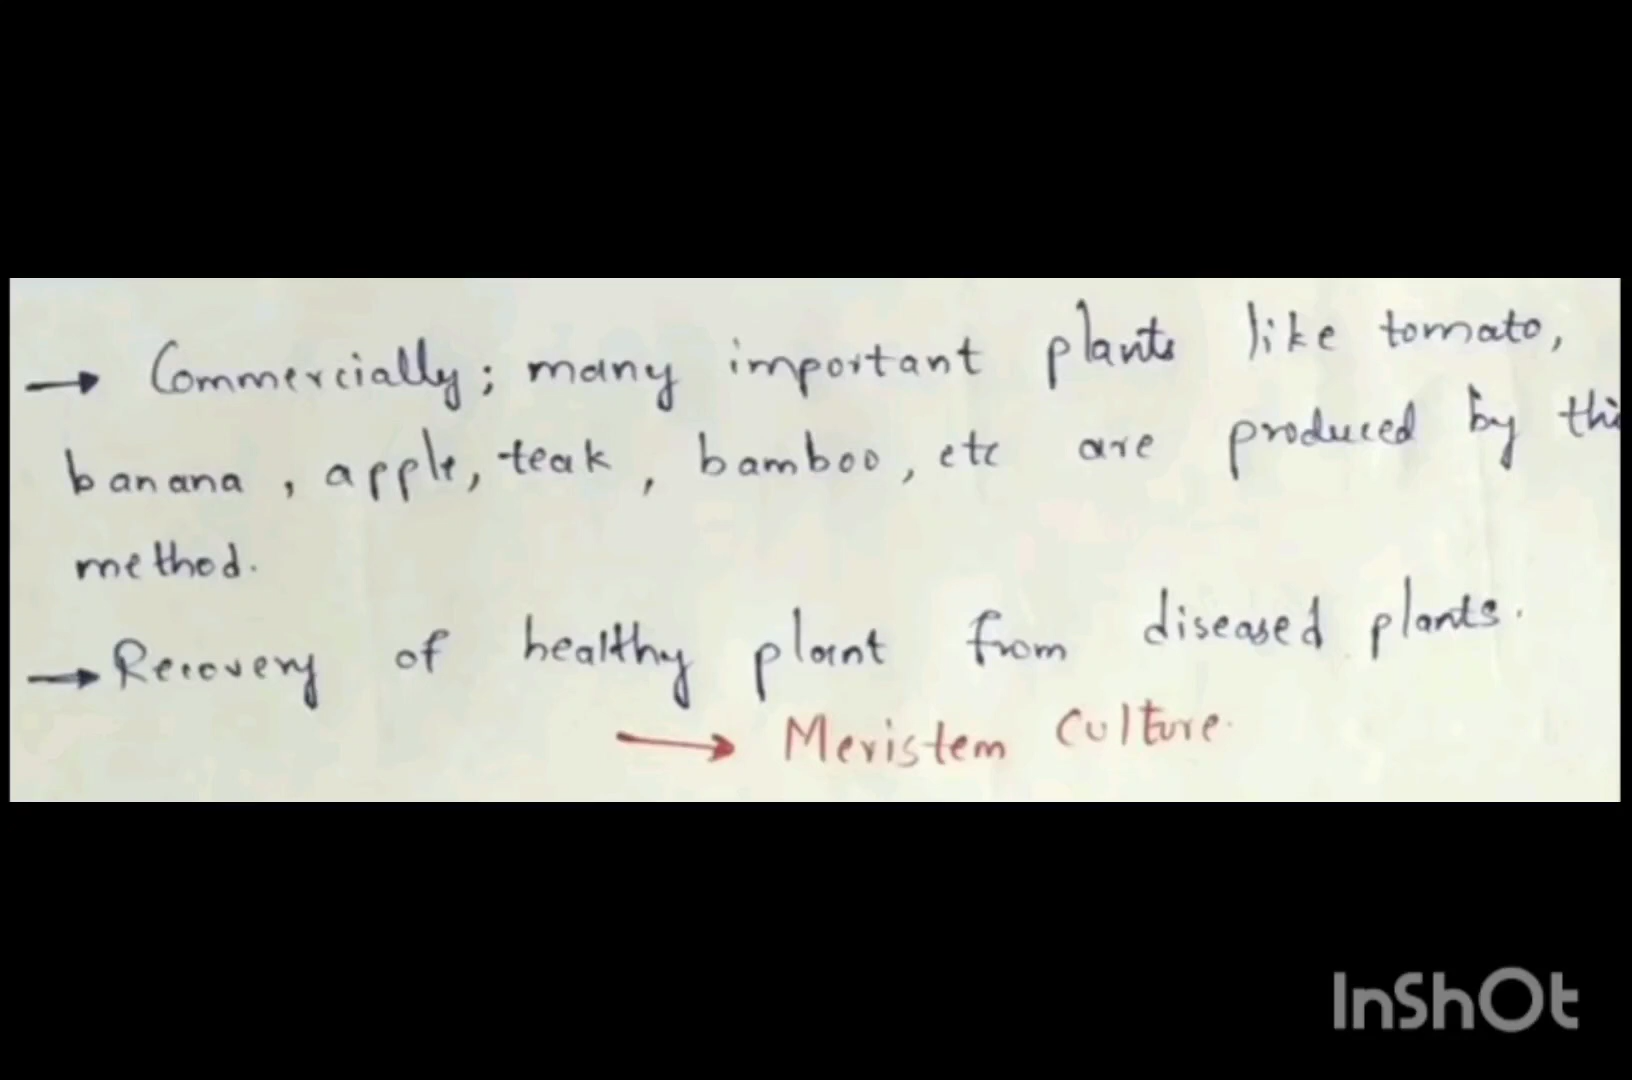 → Commercially; many important plants like tomato,
banana, apple, teak, bamboo, etc are produced by thi
method.
→ Recovery of healthy plant from diseased plants.
→ Meristem Culture.
InShOt